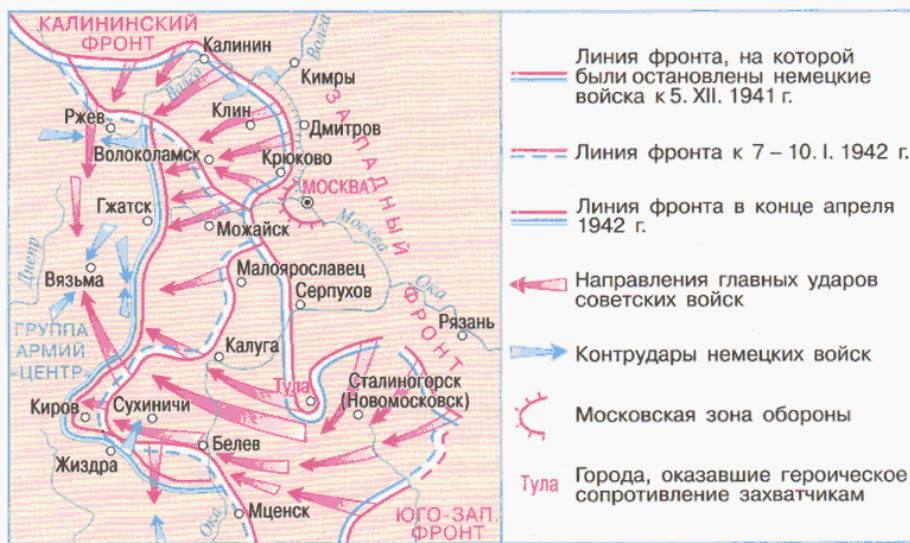 КАЛИНИНСКИЙ
ФРОНТ
Калинин
Волга
Кимры
Волга
Ржев
Клин
Дмитров
Волоколамск
Крюково
ЗАПАДНЫЙ ФРОНТ
МОСКВА
Гжатск
Можайск
Москва
Днепр
Вязьма
Малоярославец
Серпухов
Ока
Рязань
ГРУППА
АРМИЙ
«ЦЕНТР»
Калуга
Тула
Сталиногорск
(Новомосковск)
Киров
Сухиничи
Белев
Жиздра
Ока
Мценск
ЮГО-ЗАП.
ФРОНТ
Линия фронта, на которой
были остановлены немецкие
войска к 5. XII. 1941 г.
Линия фронта к 7 – 10. I. 1942 г.
Линия фронта в конце апреля
1942 г.
Направления главных ударов
советских войск
Контрудары немецких войск
Московская зона обороны
Тула
Города, оказавшие героическое
сопротивление захватчикам